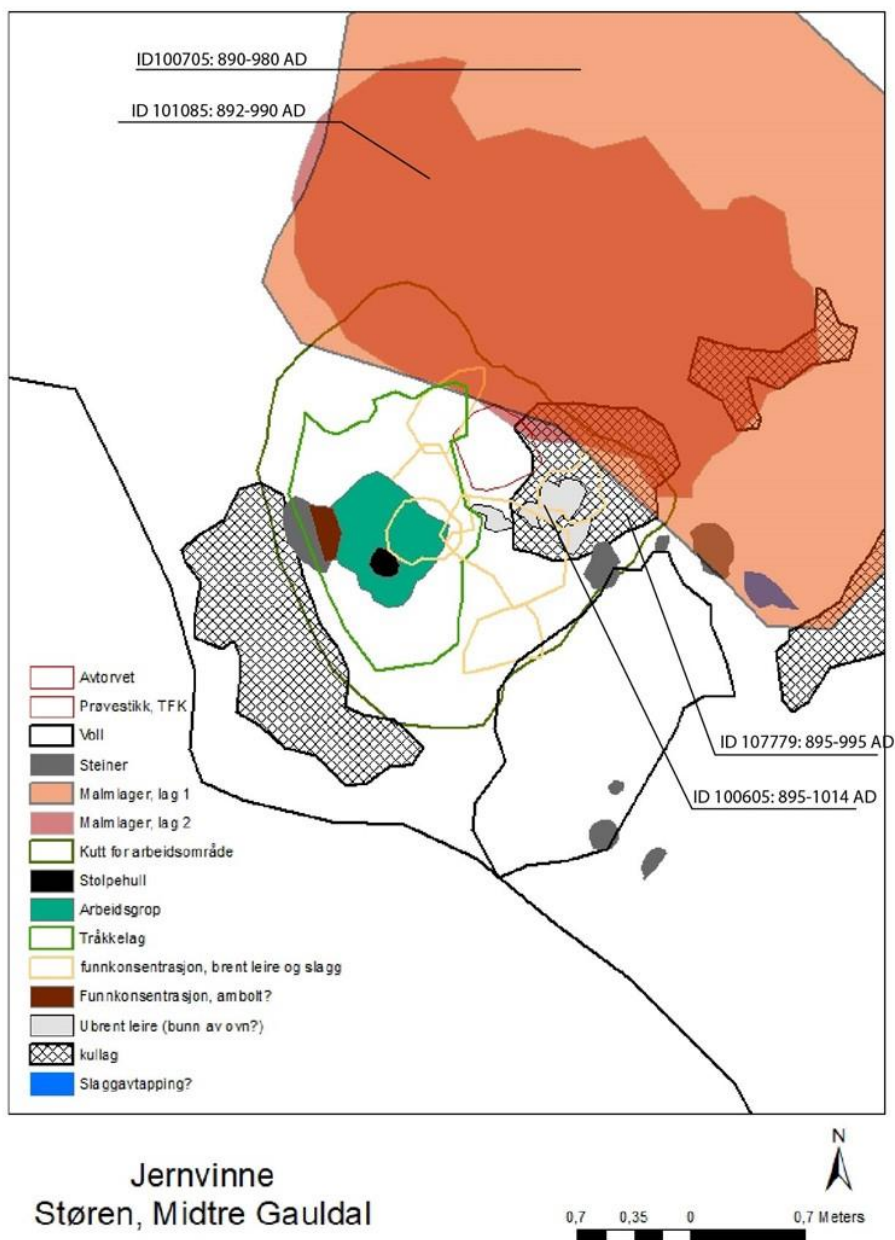 ID100705: 890-980 AD
ID 101085: 892-990 AD
Avtorvet
Prøvestikk, TFK
Voll
Steiner
Malmlager, lag 1
Malmlager, lag 2
Kutt for arbeidsområde
Stolpehull
Arbeidsgrop
Tråkkelag
funnkonsentrasjon, brent leire og slagg
Funnkonsentrasjon, ambolt?
Ubrent leire (bunn av ovn?)
kullag
Slaggavtapping?
ID 107779: 895-995 AD
ID 100605: 895-1014 AD
Jernvinne
Støren, Midtre Gauldal
N
0,7 0,35 0 0,7 Meters